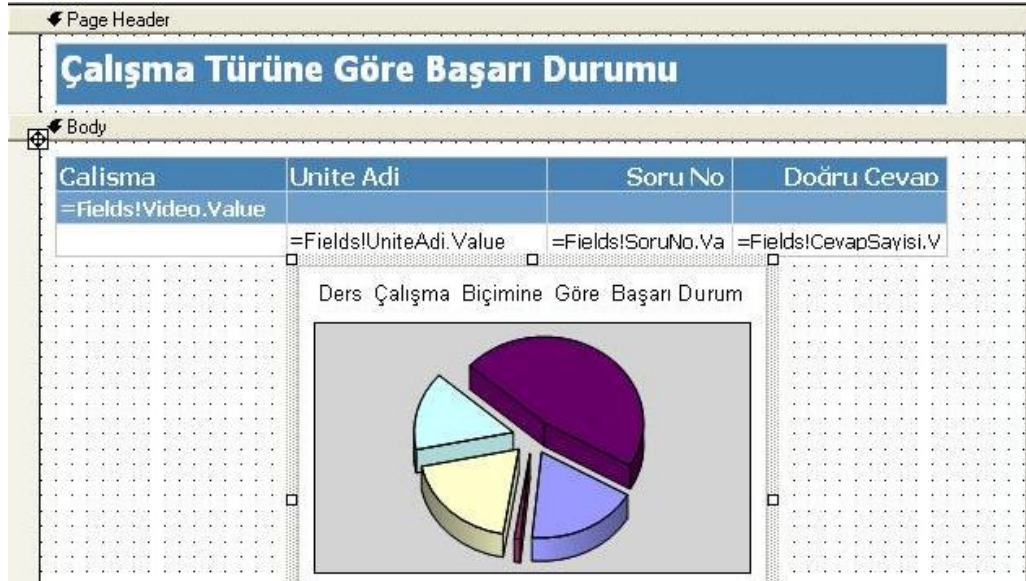 Page Header
Çalışma Türüne Göre Başarı Durumu
Body
Calisma Unite Adi Soru No Doğru Cevap
=Fields!Video.Value
=Fields!UniteAdi.Value =Fields!SoruNo.Va =Fields!CevapSayisi.V
Ders Çalışma Biçimine Göre Başarı Durum